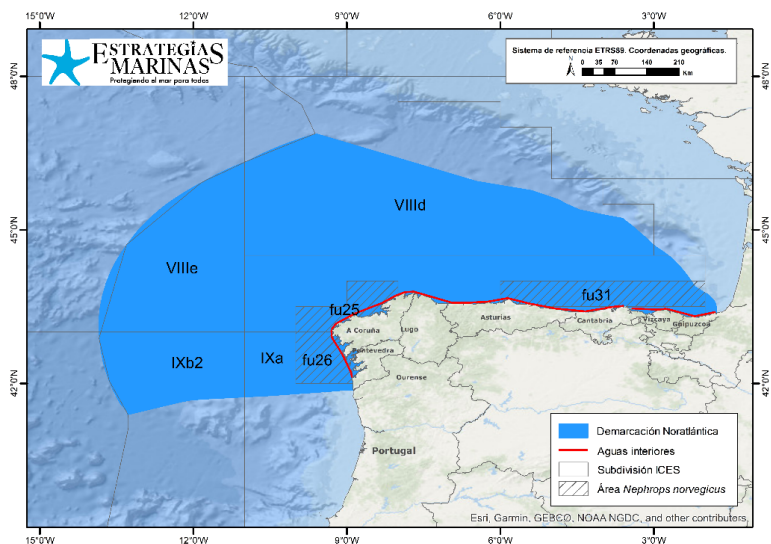 15°0'W 12°0'W 9°0'W 6°0'W 3°0'W
ESTRATEGIAS
MARINAS
Protegiendo el mar para todos
Sistema de referencia ETRS89. Coordenadas geográficas.
0 35 70 140 210
Km
48°0'N 48°0'N
45°0'N 45°0'N
42°0'N 42°0'N
VIIId
VIIIe
fu31
fu25
Asturias
Cantabria
Vizcaya
Guipuzcoa
A Coruña
Lugo
IXb2
IXa
fu26
Pontevedra
Ourense
Portugal
Demarcación Noratlántica
Aguas interiores
Subdivisión ICES
Área Nephrops norvegicus
Esri, Garmin, GEBCO, NOAA NGDC, and other contributors
15°0'W 12°0'W 9°0'W 6°0'W 3°0'W